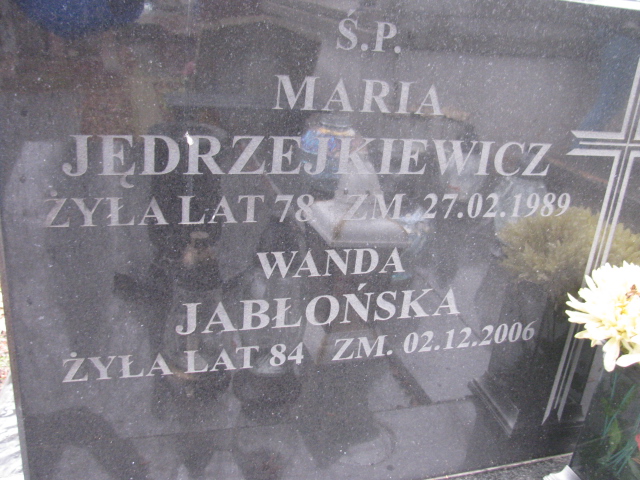 Ś.P.
MARIA
JĘDRZEJKIEWICZ
ŻYŁA LAT 78 ZM. 27.02.1989
WANDA
JABŁOŃSKA
ŻYŁA LAT 84 ZM. 02.12.2006